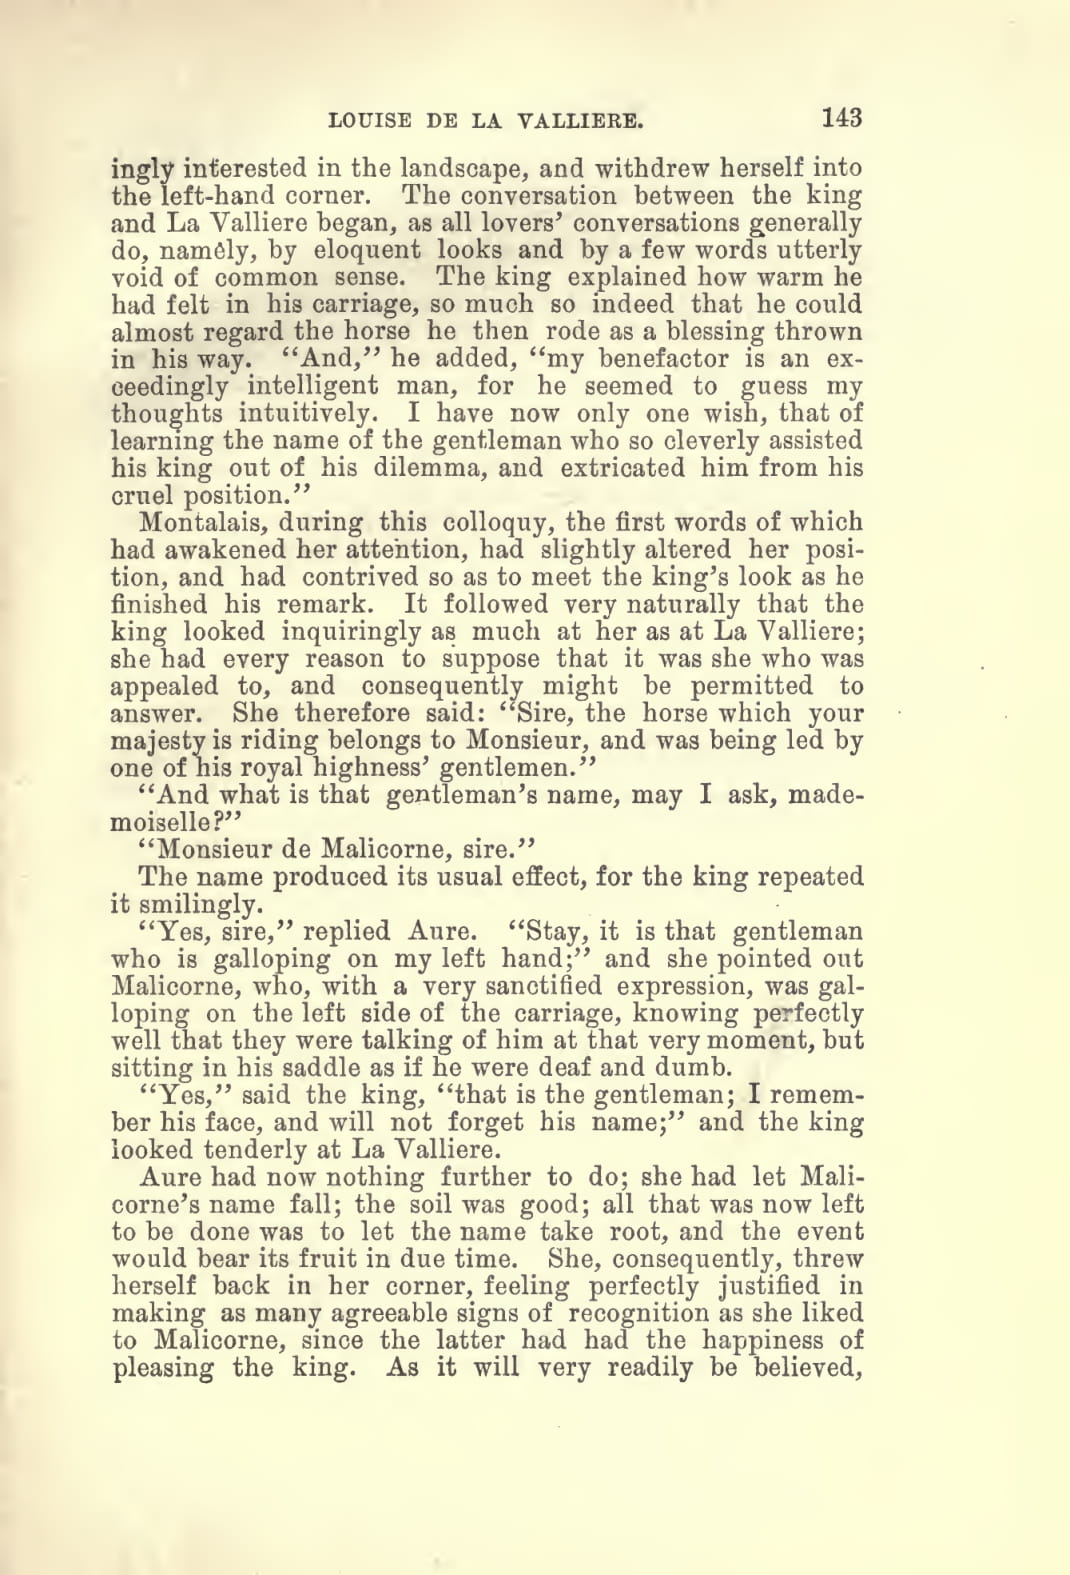 LOUISE DE LA VALLIERE. 143
ingly interested in the landscape, and withdrew herself into
the left-hand corner. The conversation between the king
and La Valliere began, as all lovers' conversations generally
do, namely, by eloquent looks and by a few words utterly
void of common sense. The king explained how warm he
had felt in his carriage, so much so indeed that he could
almost regard the horse he then rode as a blessing thrown
in his way. “And,” he added, “my benefactor is an ex-
ceedingly intelligent man, for he seemed to guess my
thoughts intuitively. I have now only one wish, that of
learning the name of the gentleman who so cleverly assisted
his king out of his dilemma, and extricated him from his
cruel position.”
Montalais, during this colloquy, the first words of which
had awakened her attention, had slightly altered her posi-
tion, and had contrived so as to meet the king's look as he
finished his remark. It followed very naturally that the
king looked inquiringly as much at her as at La Valliere;
she had every reason to suppose that it was she who was
appealed to, and consequently might be permitted to
answer. She therefore said: “Sire, the horse which your
majesty is riding belongs to Monsieur, and was being led by
one of his royal highness' gentlemen.”
“And what is that gentleman's name, may I ask, made-
moiselle?”
“Monsieur de Malicorne, sire.”
The name produced its usual effect, for the king repeated
it smilingly.
“Yes, sire,” replied Aure. “Stay, it is that gentleman
who is galloping on my left hand;” and she pointed out
Malicorne, who, with a very sanctified expression, was gal-
loping on the left side of the carriage, knowing perfectly
well that they were talking of him at that very moment, but
sitting in his saddle as if he were deaf and dumb.
“Yes,” said the king, “that is the gentleman; I remem-
ber his face, and will not forget his name;” and the king
looked tenderly at La Valliere.
Aure had now nothing further to do; she had let Mali-
corne's name fall; the soil was good; all that was now left
to be done was to let the name take root, and the event
would bear its fruit in due time. She, consequently, threw
herself back in her corner, feeling perfectly justified in
making as many agreeable signs of recognition as she liked
to Malicorne, since the latter had had the happiness of
pleasing the king. As it will very readily be believed,